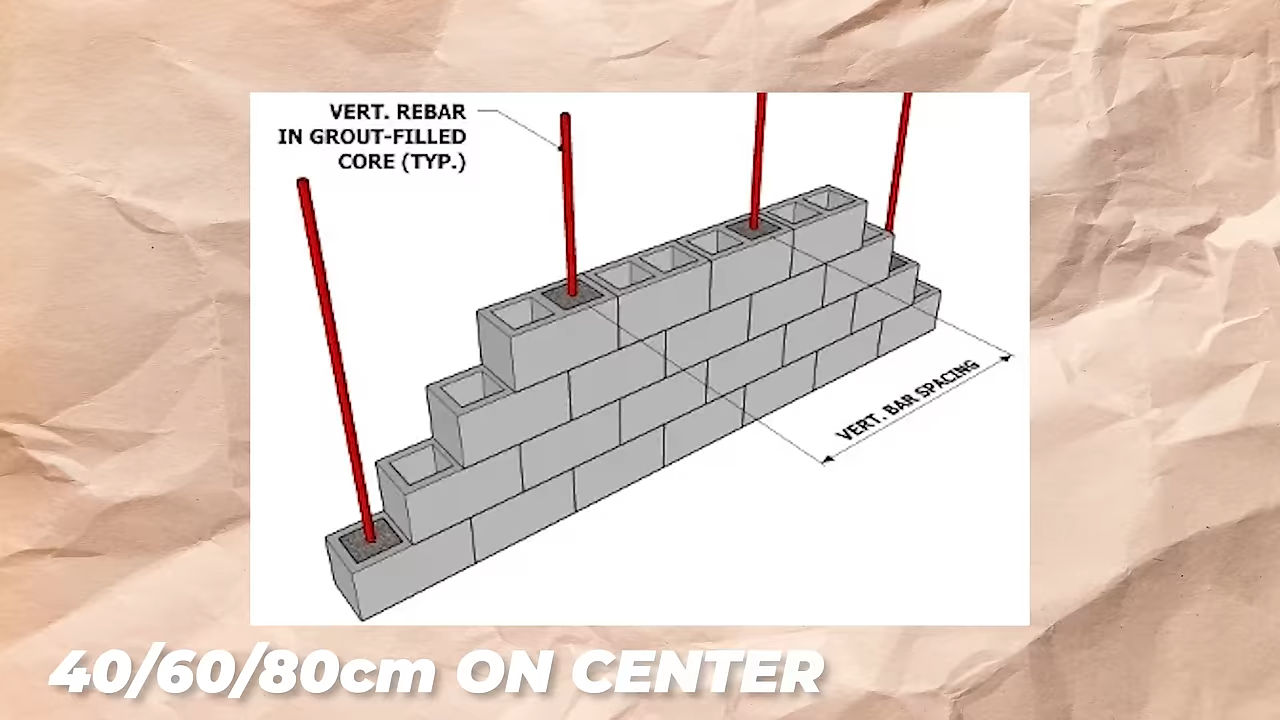 VERT. REBAR
IN GROUT-FILLED
CORE (TYP.)
VERT. BAR SPACING
40/60/80cm ON CENTER